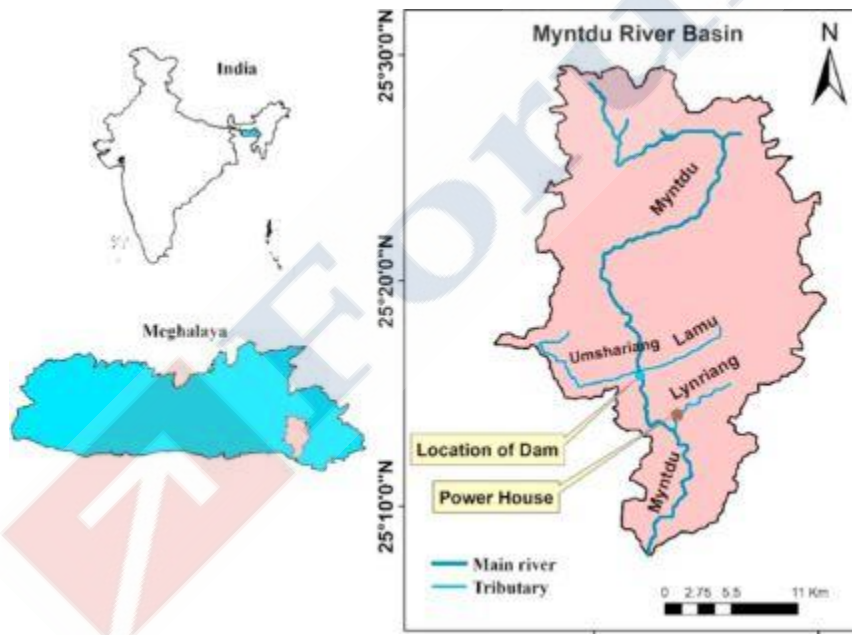 India
Meghalaya
Myntdu River Basin
N
25°30'0"N
25°20'0"N
25°10'0"N
Myntdu
Umshariang
Lamu
Lynriang
Location of Dam
Power House
Myntdu
Main river
Tributary
0 2.75 5.5 11 Km